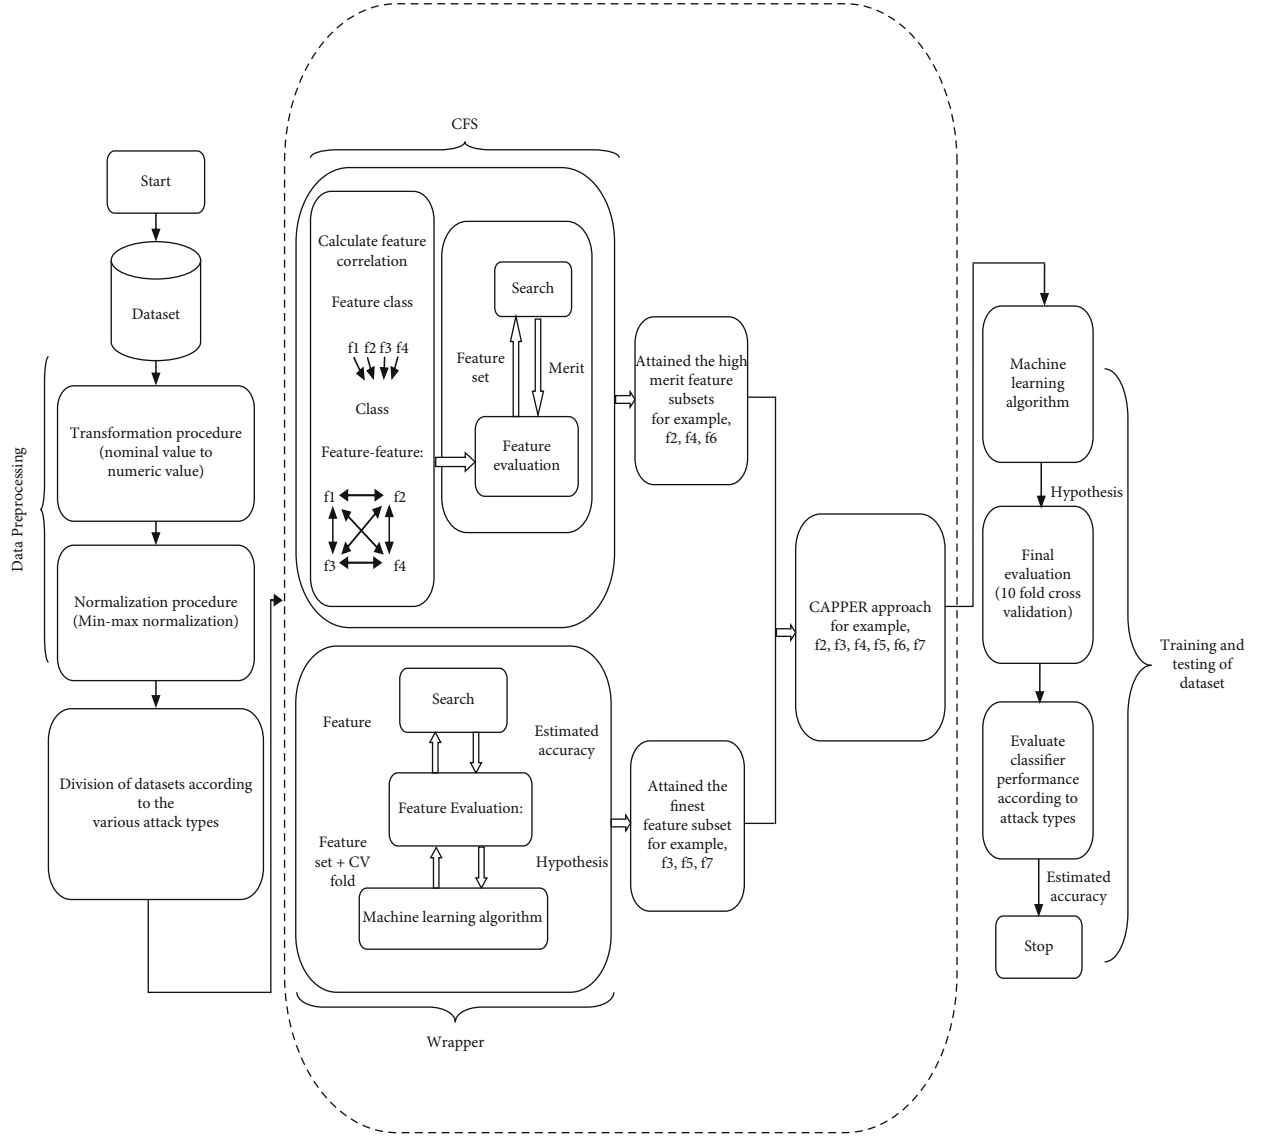 Start
Dataset
Data Preprocessing
Transformation procedure
(nominal value to
numeric value)
Normalization procedure
(Min-max normalization)
Division of datasets according
to the
various attack types
CFS
Calculate feature
correlation
Feature class
f1 f2 f3 f4
Class
Feature-feature:
f1 f2
f3 f4
Search
Feature
set
Merit
Feature
evaluation
Attained the high
merit feature
subsets
for example,
f2, f4, f6
Search
Feature
Estimated
accuracy
Feature Evaluation:
Feature
set + CV
fold
Hypothesis
Machine learning algorithm
Wrapper
Attained the
finest
feature subset
for example,
f3, f5, f7
CAPPER approach
for example,
f2, f3, f4, f5, f6, f7
Machine
learning
algorithm
Hypothesis
Final
evaluation
(10 fold cross
validation)
Evaluate
classifier
performance
according to
attack types
Estimated
accuracy
Stop
Training and
testing of
dataset